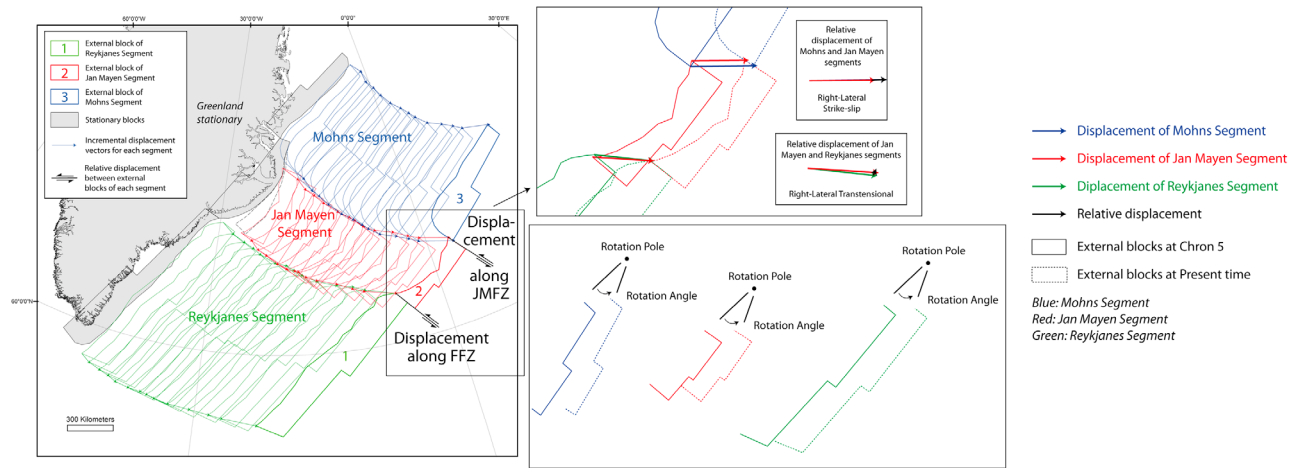 60°0'0"W
30°0'0"W
0°0'0"
30°0'0"E
1
External block of
Reykjanes Segment
2
External block of
Jan Mayen Segment
3
External block of
Mohns Segment
Stationary blocks
Incremental displacement
vectors for each segment
Relative displacement
between external
blocks of each segment
Greenland
stationary
Mohns Segment
Jan Mayen
Segment
Reykjanes Segment
3
2
1
Displa-
cement
along
JMFZ
Displacement
along FFZ
60°0'0"N
300 Kilometers
Relative
displacement of
Mohns and Jan Mayen
segments
Right-Lateral
Strike-slip
Relative displacement of Jan
Mayen and Reykjanes segments
Right-Lateral Transtensional
Rotation Pole
Rotation Angle
Rotation Pole
Rotation Angle
Rotation Pole
Rotation Angle
Displacement of Mohns Segment
Displacement of Jan Mayen Segment
Diplacement of Reykjanes Segment
Relative displacement
External blocks at Chron 5
External blocks at Present time
Blue: Mohns Segment
Red: Jan Mayen Segment
Green: Reykjanes Segment